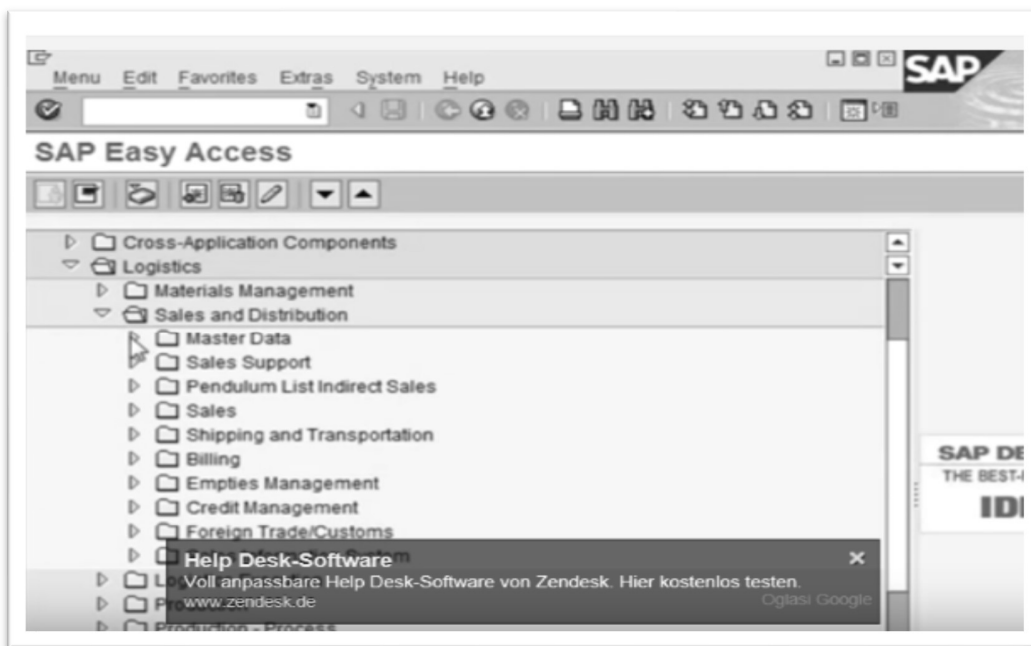 Menu Edit Favorites Extras System Help
SAP
SAP Easy Access
Cross-Application Components
Logistics
Materials Management
Sales and Distribution
Master Data
Sales Support
Pendulum List Indirect Sales
Sales
Shipping and Transportation
Billing
Empties Management
Credit Management
Foreign Trade/Customs
Help Desk-Software
Voll anpassbare Help Desk-Software von Zendesk. Hier kostenlos testen.
www.zendesk.de
Oglasi Google
Production - Process
SAP DE
THE BEST-
IDE